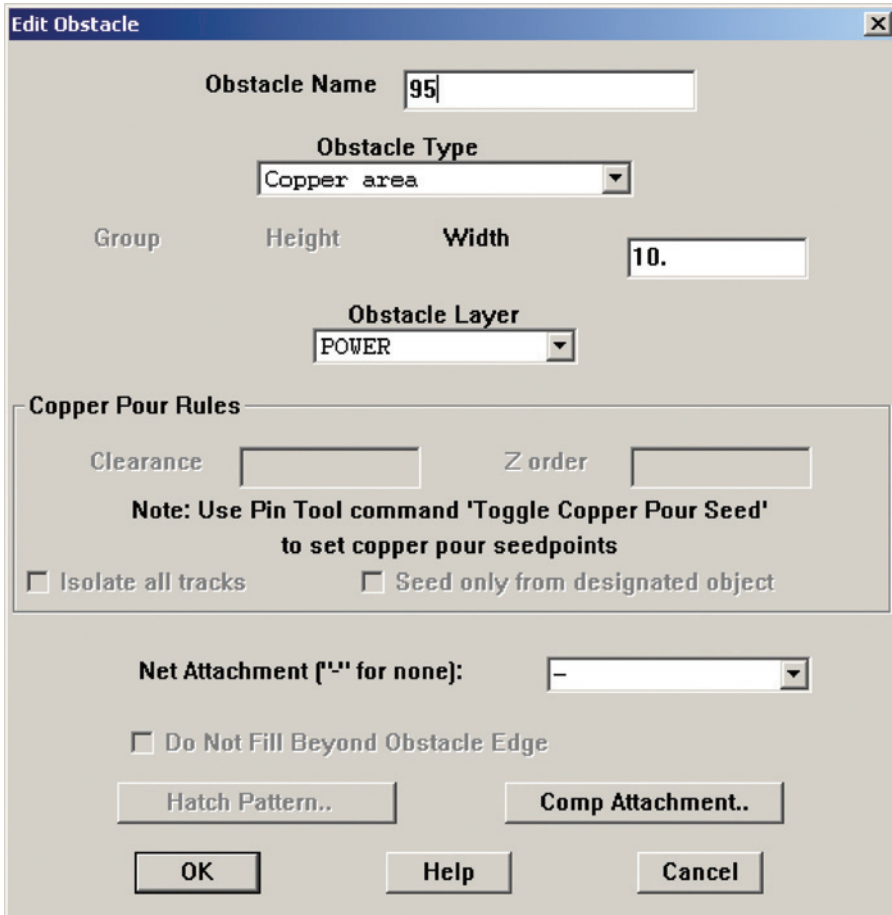 Edit Obstacle
Obstacle Name 95
Obstacle Type
Copper area
Group Height Width 10.
Obstacle Layer
POWER
Copper Pour Rules
Clearance Z order
Note: Use Pin Tool command 'Toggle Copper Pour Seed'
to set copper pour seedpoints
Isolate all tracks Seed only from designated object
Net Attachment ("-" for none): -
Do Not Fill Beyond Obstacle Edge
Hatch Pattern.. Comp Attachment..
OK Help Cancel